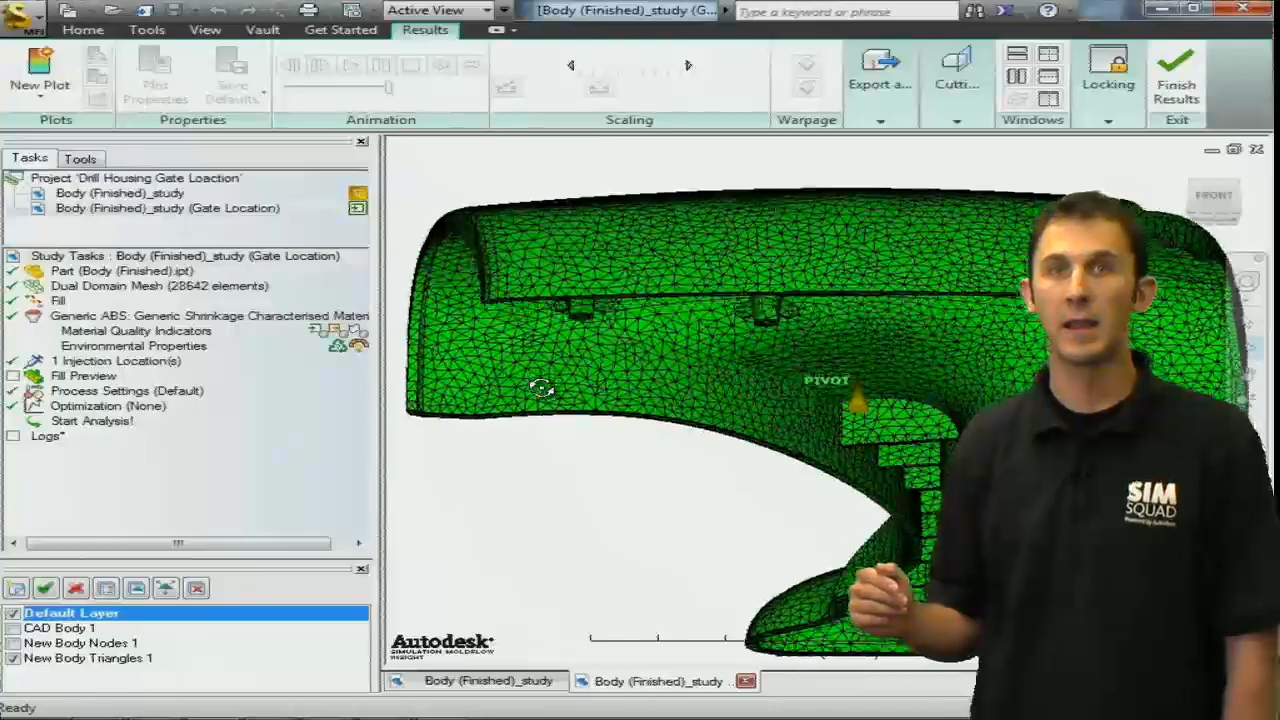 MFI
Active View
[Body (Finished)_study (G...
Type a keyword or phrase
Home Tools View Vault Get Started Results
New Plot
Plot Properties
Save Defaults
Export a...
Cutti...
Locking
Finish Results
Plots Properties Animation Scaling Warpage Windows Exit
Tasks Tools
Project 'Drill Housing Gate Loaction'
Body (Finished)_study
Body (Finished)_study (Gate Location)
Study Tasks : Body (Finished)_study (Gate Location)
Part (Body (Finished).ipt)
Dual Domain Mesh (28642 elements)
Fill
Generic ABS: Generic Shrinkage Characterised Materi
Material Quality Indicators
Environmental Properties
1 Injection Location(s)
Fill Preview
Process Settings (Default)
Optimization (None)
Start Analysis!
Logs*
Default Layer
CAD Body 1
New Body Nodes 1
New Body Triangles 1
FRONT
PIVOT
SIM
SQUAD
Powered by Autodesk
Autodesk
SIMULATION MOLDFLOW
INSIGHT
Body (Finished)_study
Body (Finished)_study ...
Ready